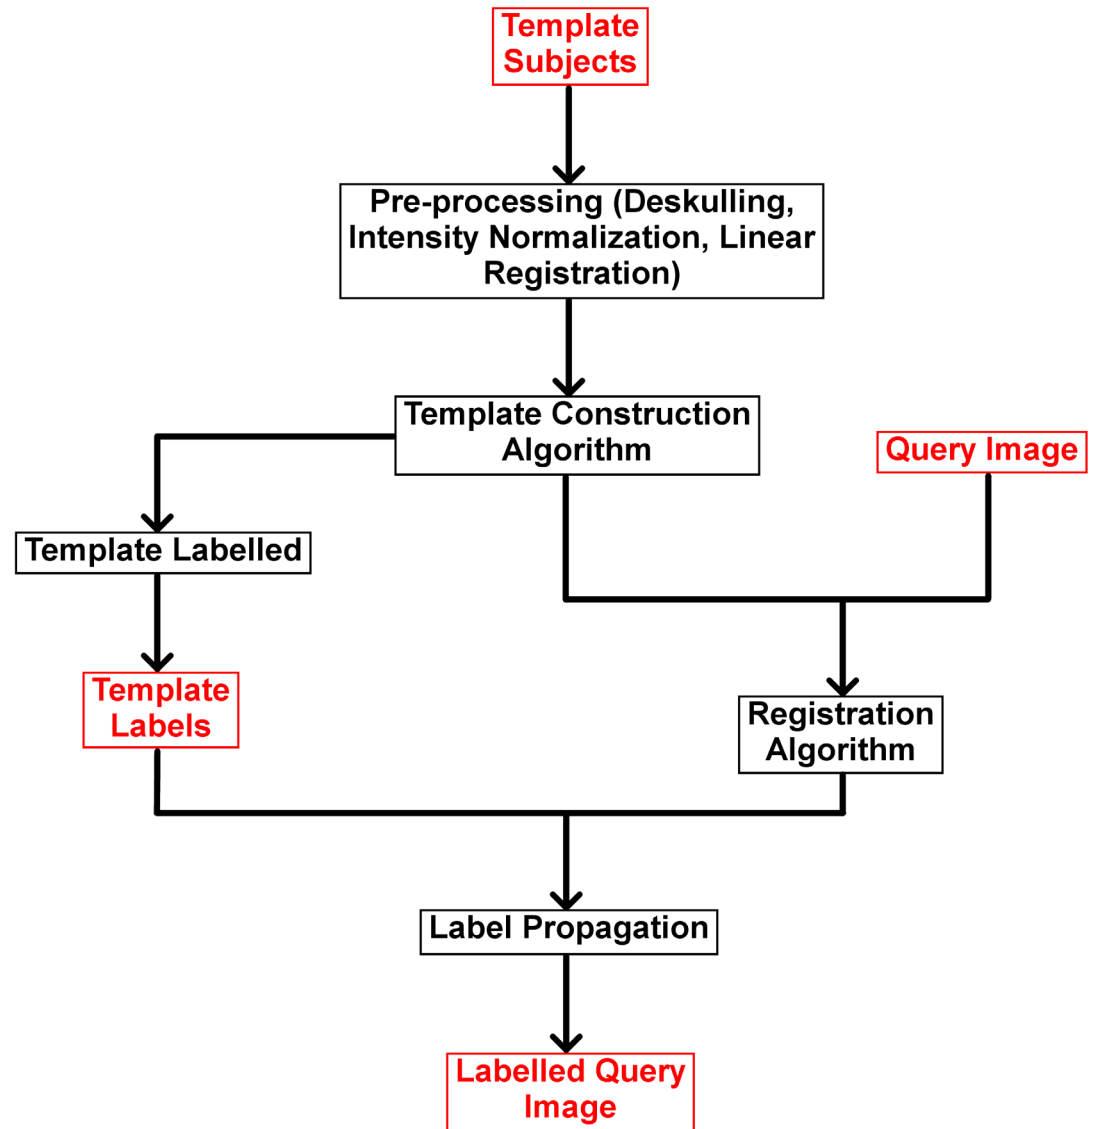 Template
Subjects
Pre-processing (Deskulling,
Intensity Normalization, Linear
Registration)
Template Construction
Algorithm
Query Image
Template Labelled
Template
Labels
Registration
Algorithm
Label Propagation
Labelled Query
Image